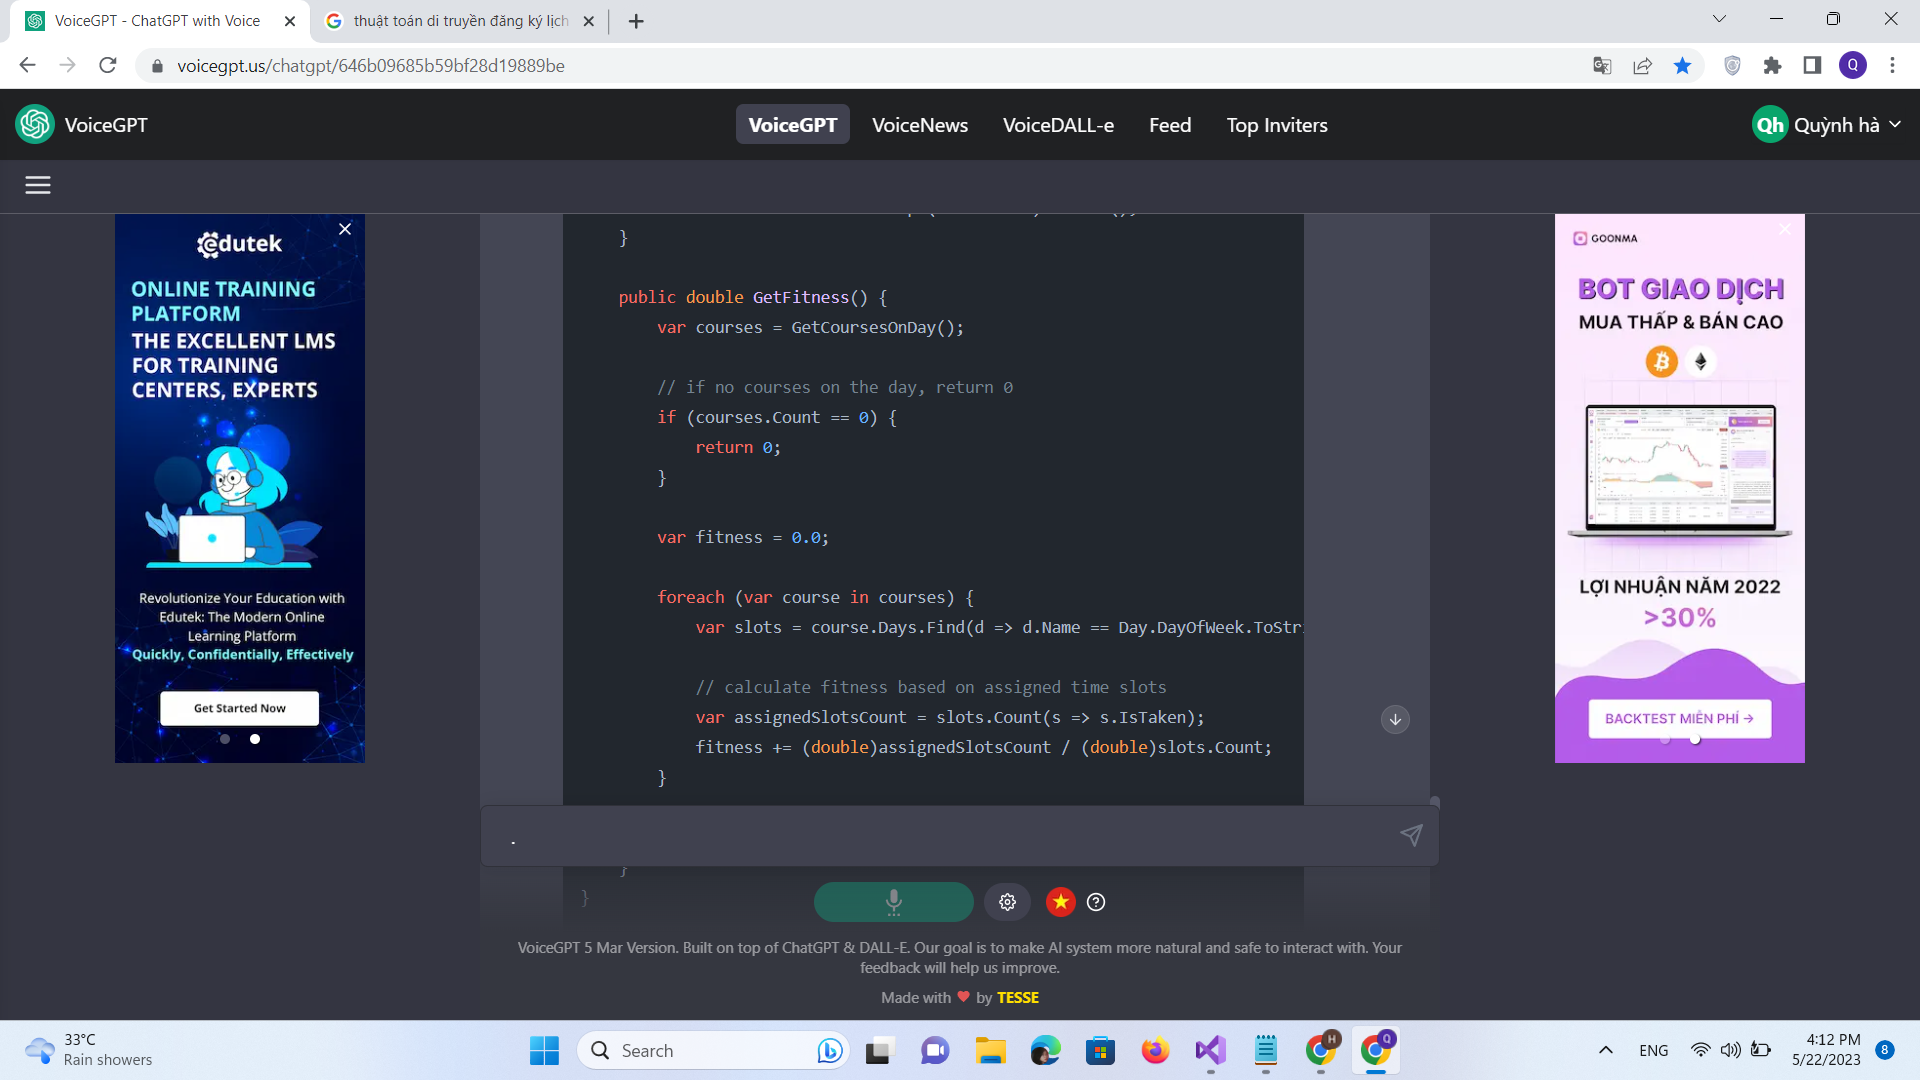 VoiceGPT - ChatGPT with Voice
thuật toán di truyền đăng ký lịch
voicegpt.us/chatgpt/646b09685b59bf28d19889be
Q
VoiceGPT
VoiceGPT
VoiceNews
VoiceDALL-e
Feed
Top Inviters
Qh
Quỳnh hà
edutek
ONLINE TRAINING
PLATFORM
THE EXCELLENT LMS
FOR TRAINING
CENTERS, EXPERTS
Revolutionize Your Education with
Edutek: The Modern Online
Learning Platform
Quickly, Confidentially, Effectively
Get Started Now
}
public double GetFitness() {
var courses = GetCoursesOnDay();
// if no courses on the day, return 0
if (courses.Count == 0) {
return 0;
}
var fitness = 0.0;
foreach (var course in courses) {
var slots = course.Days.Find(d => d.Name == Day.DayOfWeek.ToStri
// calculate fitness based on assigned time slots
var assignedSlotsCount = slots.Count(s => s.IsTaken);
fitness += (double)assignedSlotsCount / (double)slots.Count;
}
.
}
}
GOONMA
BOT GIAO DỊCH
MUA THẤP & BÁN CAO
LỢI NHUẬN NĂM 2022
>30%
BACKTEST MIỄN PHÍ →
VoiceGPT 5 Mar Version. Built on top of ChatGPT & DALL-E. Our goal is to make AI system more natural and safe to interact with. Your
feedback will help us improve.
Made with ❤ by TESSE
33°C
Rain showers
Search
H
Q
ENG
4:12 PM
5/22/2023
8